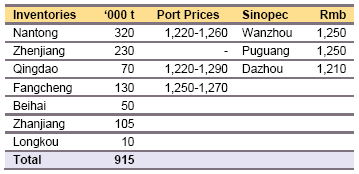 Inventories '000 t Port Prices Sinopec Rmb
Nantong 320 1,220-1,260 Wanzhou 1,250
Zhenjiang 230 - Puguang 1,250
Qingdao 70 1,220-1,290 Dazhou 1,210
Fangcheng 130 1,250-1,270
Beihai 50
Zhanjiang 105
Longkou 10
Total 915